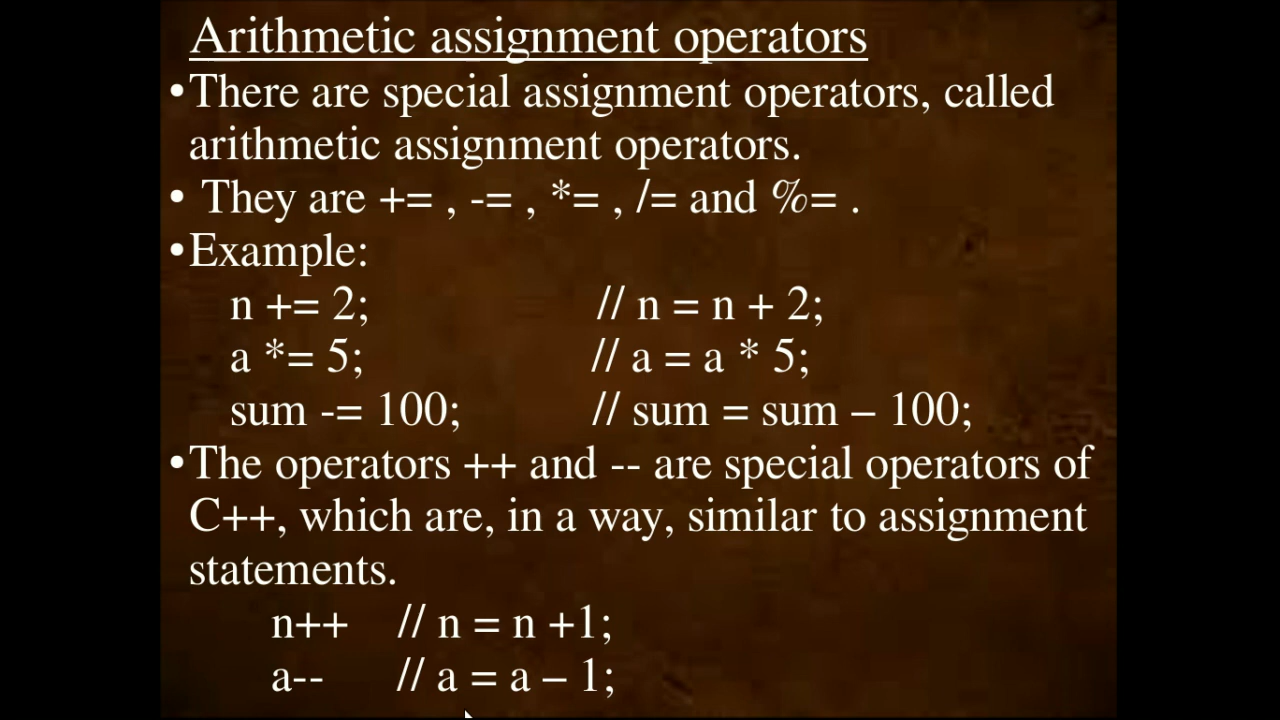 Arithmetic assignment operators
•There are special assignment operators, called
arithmetic assignment operators.
• They are += , -= , *= , /= and %= .
•Example:
n += 2; // n = n + 2;
a *= 5; // a = a * 5;
sum -= 100; // sum = sum – 100;
•The operators ++ and -- are special operators of
C++, which are, in a way, similar to assignment
statements.
n++ // n = n +1;
a-- // a = a – 1;